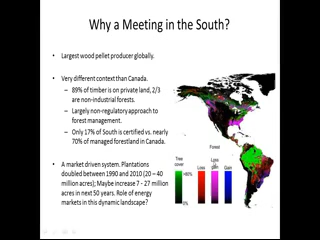 Why a Meeting in the South?
• Largest wood pellet producer globally.
• Very different context than Canada.
– 89% of timber is on private land, 2/3
are non-industrial forests.
– Largely non-regulatory approach to
forest management.
– Only 17% of South is certified vs. nearly
70% of managed forestland in Canada.
• A market driven system. Plantations
doubled between 1990 and 2010 (20 – 40
million acres); Maybe increase 7 - 27 million
acres in next 50 years. Role of energy
markets in this dynamic landscape?
Tree
cover
>80%
0%
Forest
Loss
Loss
Gain